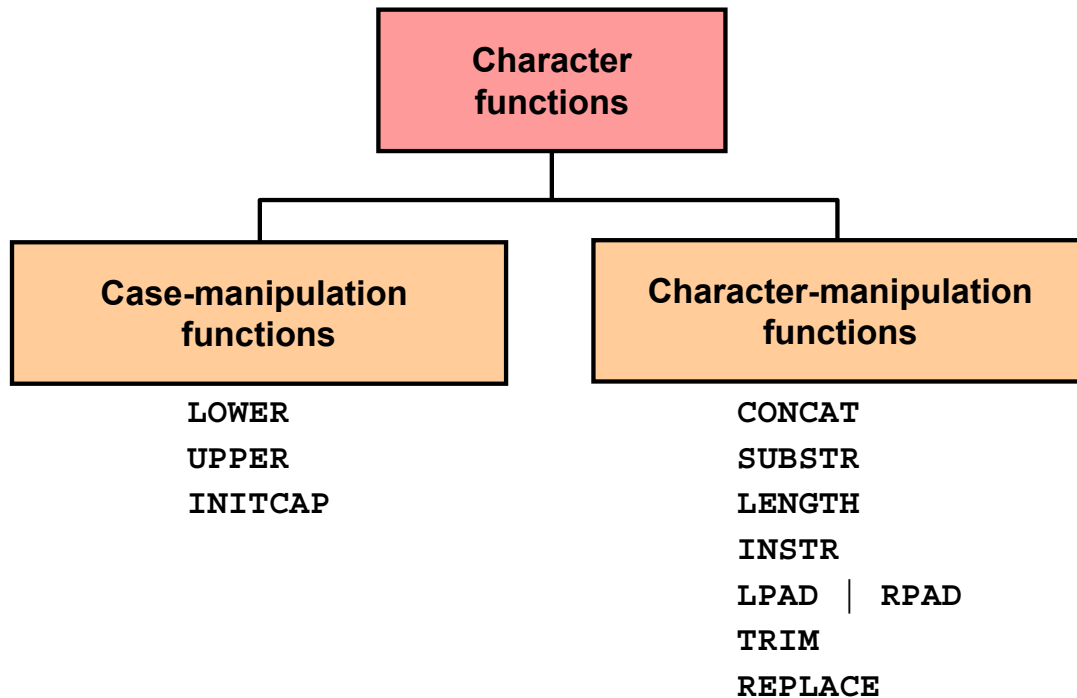 Character
functions
Case-manipulation
functions
Character-manipulation
functions
LOWER
UPPER
INITCAP
CONCAT
SUBSTR
LENGTH
INSTR
LPAD | RPAD
TRIM
REPLACE